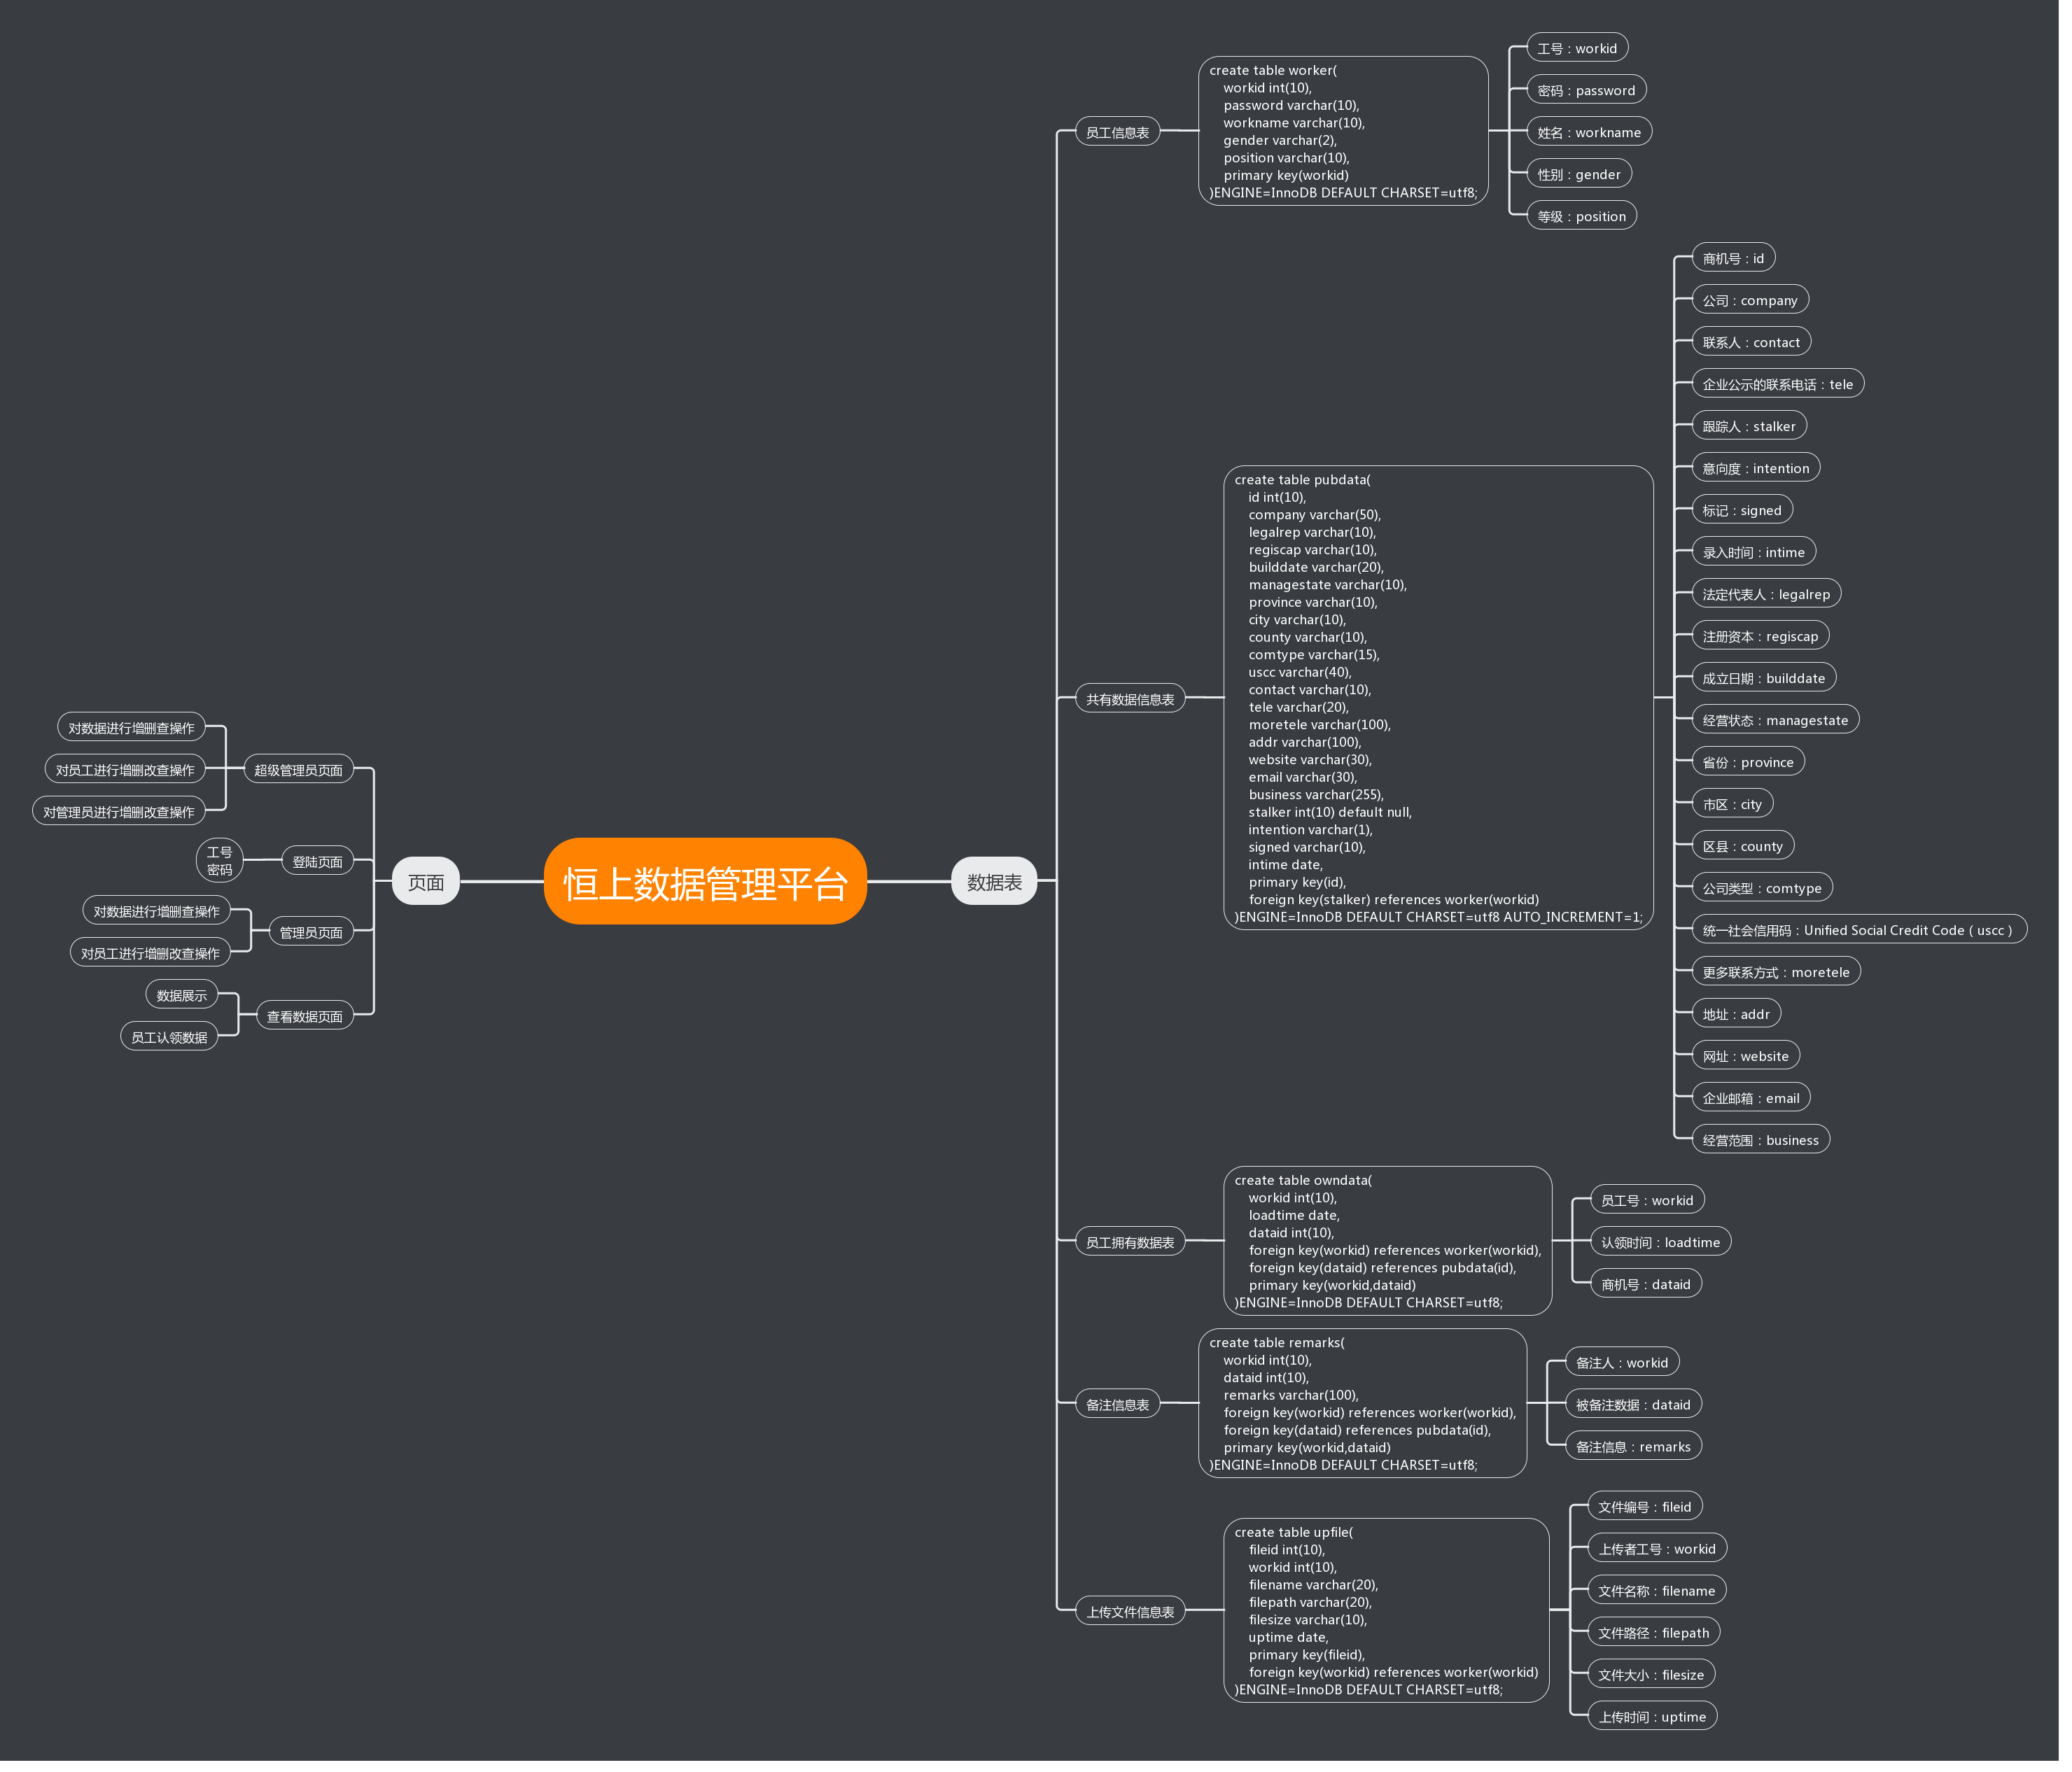 恒上数据管理平台
页面
超级管理员页面
对数据进行增删查操作
对员工进行增删改查操作
对管理员进行增删改查操作
登陆页面
工号
密码
管理员页面
对数据进行增删查操作
对员工进行增删改查操作
查看数据页面
数据展示
员工认领数据
数据表
员工信息表
create table worker(
workid int(10),
password varchar(10),
workname varchar(10),
gender varchar(2),
position varchar(10),
primary key(workid)
)ENGINE=InnoDB DEFAULT CHARSET=utf8;
工号：workid
密码：password
姓名：workname
性别：gender
等级：position
共有数据信息表
create table pubdata(
id int(10),
company varchar(50),
legalrep varchar(10),
regiscap varchar(10),
builddate varchar(20),
managestate varchar(10),
province varchar(10),
city varchar(10),
county varchar(10),
comtype varchar(15),
uscc varchar(40),
contact varchar(10),
tele varchar(20),
moretele varchar(100),
addr varchar(100),
website varchar(30),
email varchar(30),
business varchar(255),
stalker int(10) default null,
intention varchar(1),
signed varchar(10),
intime date,
primary key(id),
foreign key(stalker) references worker(workid)
)ENGINE=InnoDB DEFAULT CHARSET=utf8 AUTO_INCREMENT=1;
商机号：id
公司：company
联系人：contact
企业公示的联系电话：tele
跟踪人：stalker
意向度：intention
标记：signed
录入时间：intime
法定代表人：legalrep
注册资本：regiscap
成立日期：builddate
经营状态：managestate
省份：province
市区：city
区县：county
公司类型：comtype
统一社会信用码：Unified Social Credit Code（uscc）
更多联系方式：moretele
地址：addr
网址：website
企业邮箱：email
经营范围：business
员工拥有数据表
create table owndata(
workid int(10),
loadtime date,
dataid int(10),
foreign key(workid) references worker(workid),
foreign key(dataid) references pubdata(id),
primary key(workid,dataid)
)ENGINE=InnoDB DEFAULT CHARSET=utf8;
员工号：workid
认领时间：loadtime
商机号：dataid
备注信息表
create table remarks(
workid int(10),
dataid int(10),
remarks varchar(100),
foreign key(workid) references worker(workid),
foreign key(dataid) references pubdata(id),
primary key(workid,dataid)
)ENGINE=InnoDB DEFAULT CHARSET=utf8;
备注人：workid
被备注数据：dataid
备注信息：remarks
上传文件信息表
create table upfile(
fileid int(10),
workid int(10),
filename varchar(20),
filepath varchar(20),
filesize varchar(10),
uptime date,
primary key(fileid),
foreign key(workid) references worker(workid)
)ENGINE=InnoDB DEFAULT CHARSET=utf8;
文件编号：fileid
上传者工号：workid
文件名称：filename
文件路径：filepath
文件大小：filesize
上传时间：uptime